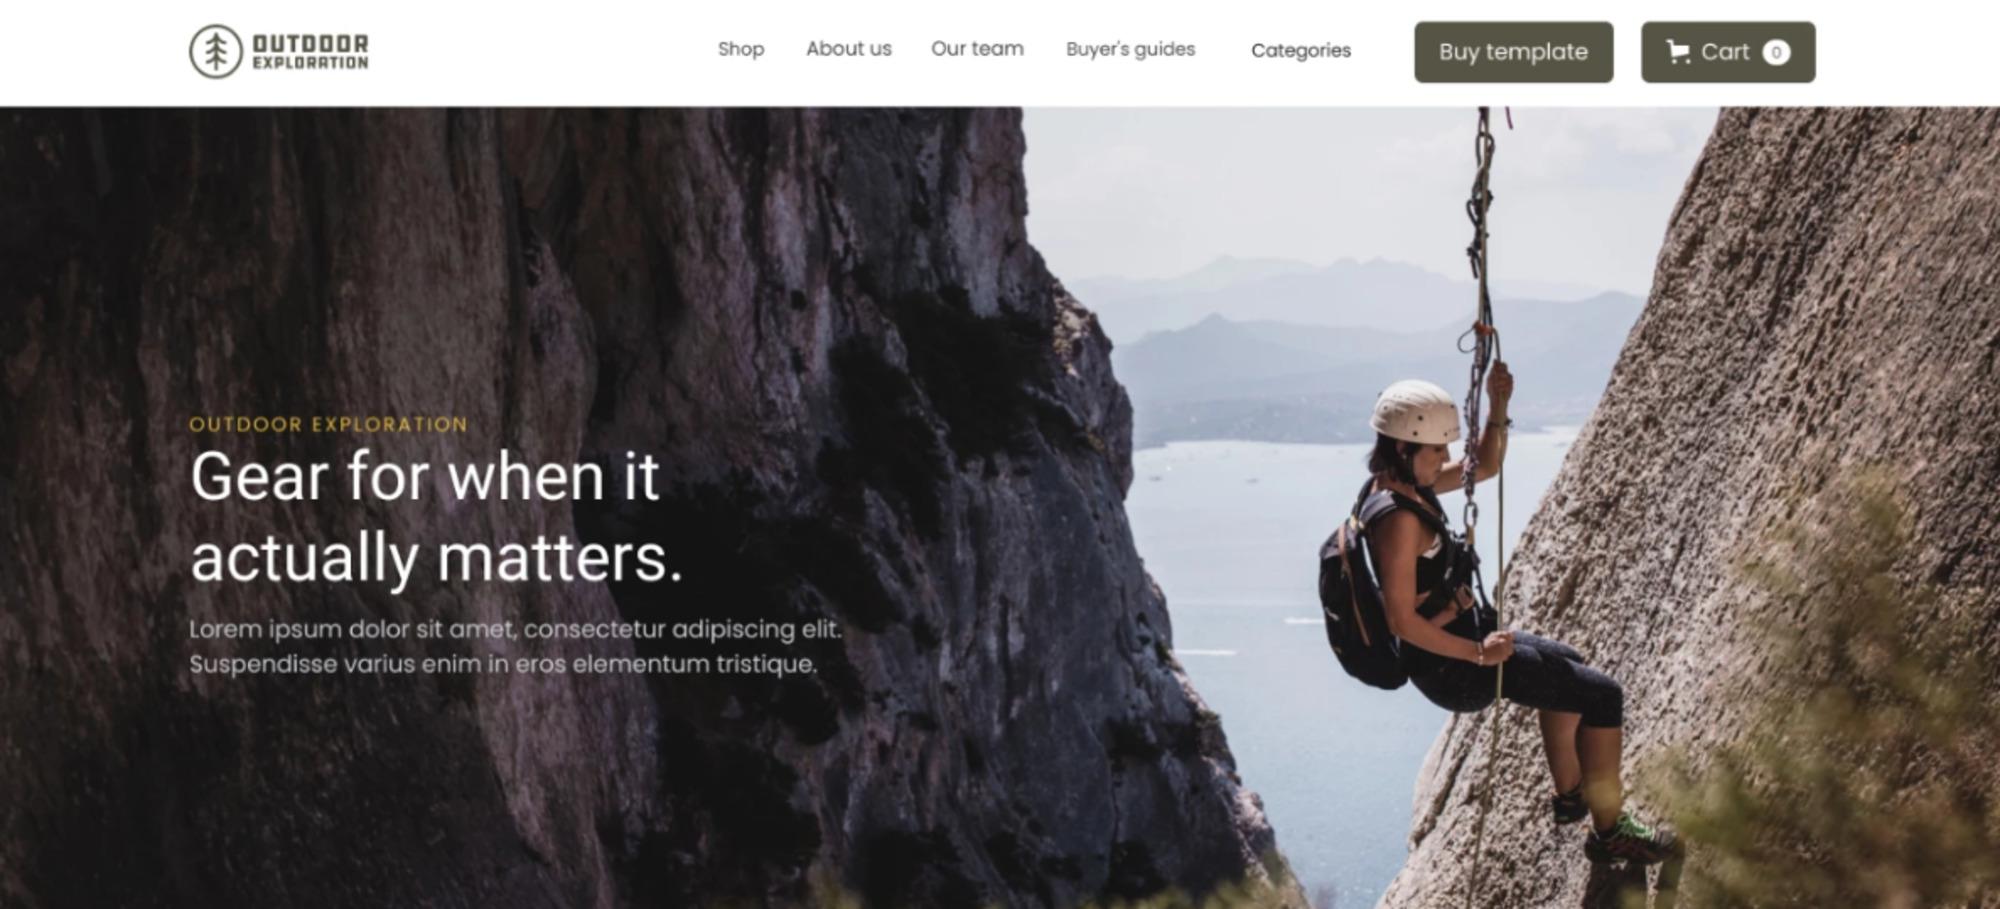 OUTDOOR
EXPLORATION
Shop
About us
Our team
Buyer's guides
Categories
Buy template
Cart 0
OUTDOOR EXPLORATION
Gear for when it
actually matters.
Lorem ipsum dolor sit amet, consectetur adipiscing elit.
Suspendisse varius enim in eros elementum tristique.